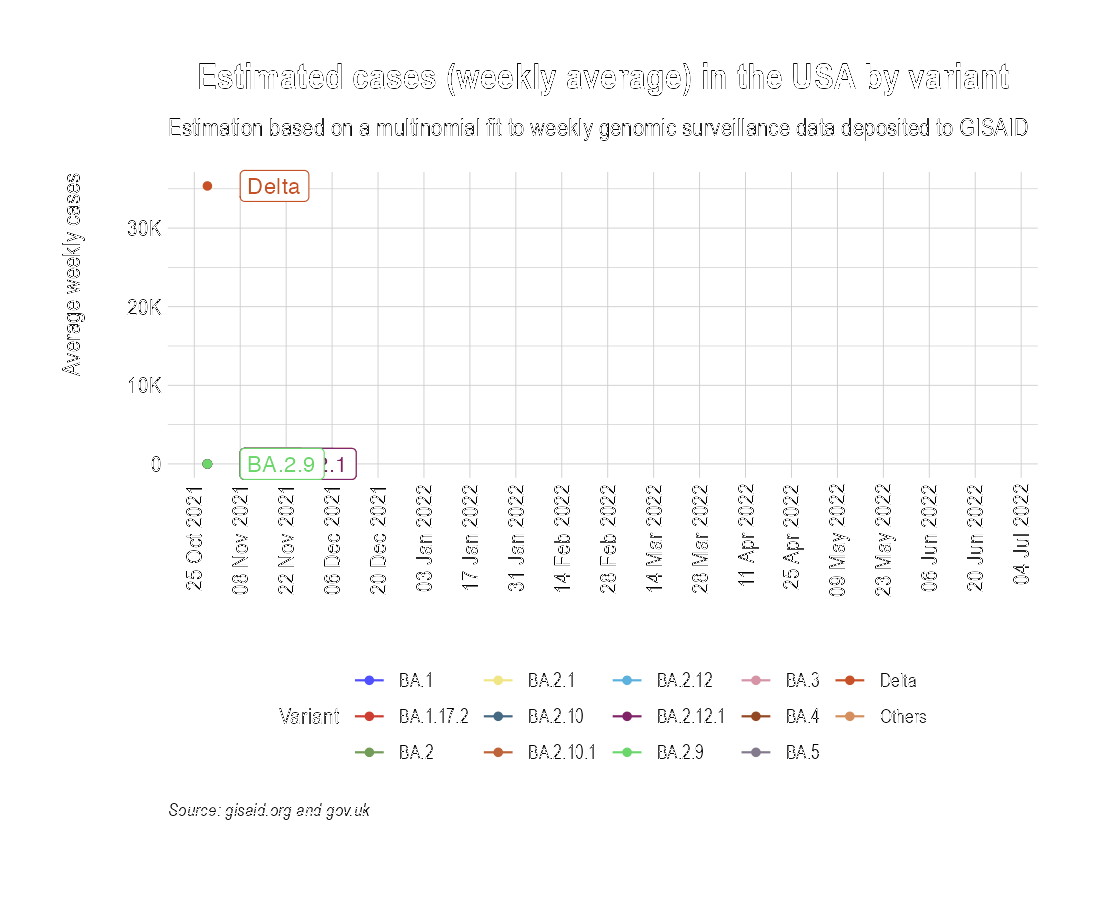 Estimated cases (weekly average) in the USA by variant
Estimation based on a multinomial fit to weekly genomic surveillance data deposited to GISAID
Average weekly cases
30K
20K
10K
0
Delta
BA.2.9
2.1
25 Oct 2021
08 Nov 2021
22 Nov 2021
06 Dec 2021
20 Dec 2021
03 Jan 2022
17 Jan 2022
31 Jan 2022
14 Feb 2022
28 Feb 2022
14 Mar 2022
28 Mar 2022
11 Apr 2022
25 Apr 2022
09 May 2022
23 May 2022
06 Jun 2022
20 Jun 2022
04 Jul 2022
Variant
BA.1
BA.1.17.2
BA.2
BA.2.1
BA.2.10
BA.2.10.1
BA.2.12
BA.2.12.1
BA.2.9
BA.3
BA.4
BA.5
Delta
Others
Source: gisaid.org and gov.uk